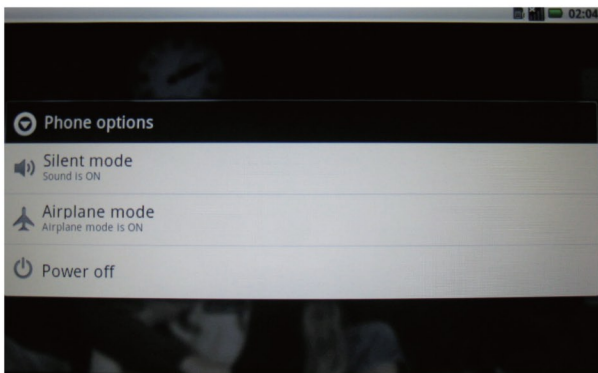 02:04
Phone options
Silent mode
Sound is ON
Airplane mode
Airplane mode is ON
Power off